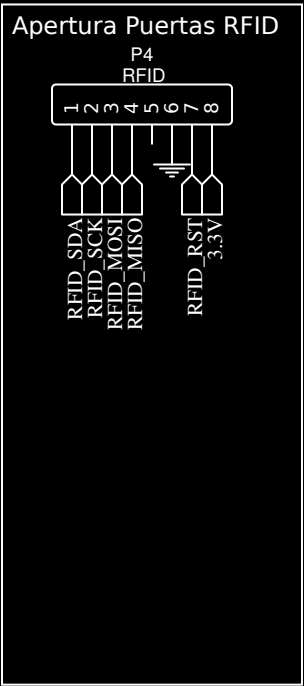 Apertura Puertas RFID
P4
RFID
1 2 3 4 5 6 7 8
RFID_SDA
RFID_SCK
RFID_MOSI
RFID_MISO
RFID_RST
3.3V